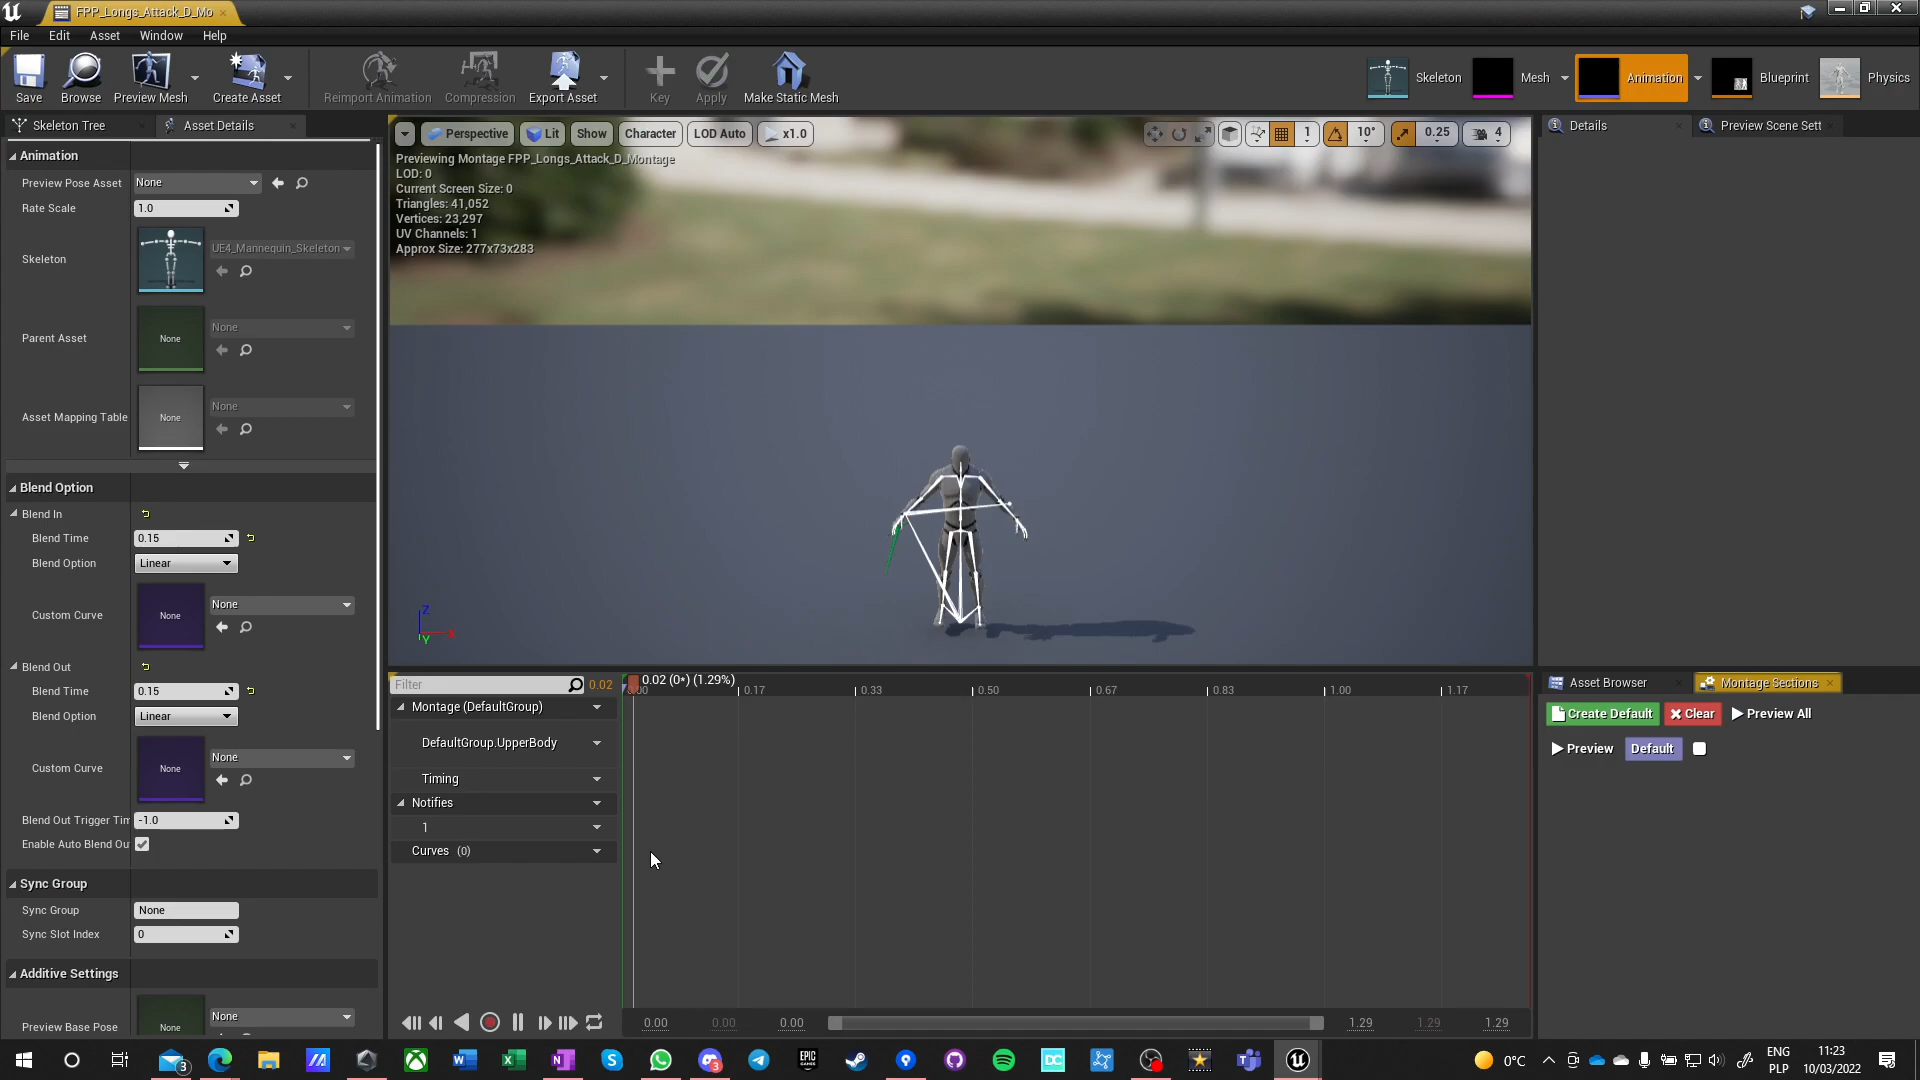 FPP_Longs_Attack_D_Mo
File Edit Asset Window Help
Save Browse Preview Mesh Create Asset Reimport Animation Compression Export Asset Key Apply Make Static Mesh Skeleton Mesh Animation Blueprint Physics
Skeleton Tree Asset Details
Perspective Lit Show Character LOD Auto x1.0 1 10° 0.25 4
Details Preview Scene Sett
Animation
Preview Pose Asset None
Rate Scale 1.0
Skeleton UE4_Mannequin_Skeleton
Parent Asset None None
Asset Mapping Table None None
Previewing Montage FPP_Longs_Attack_D_Montage
LOD: 0
Current Screen Size: 0
Triangles: 41,052
Vertices: 23,297
UV Channels: 1
Approx Size: 277x73x283
Z
X
Y
Blend Option
Blend In
Blend Time 0.15
Blend Option Linear
Custom Curve None None
Blend Out
Blend Time 0.15
Blend Option Linear
Custom Curve None None
Blend Out Trigger Tim -1.0
Enable Auto Blend Ou
Sync Group
Sync Group None
Sync Slot Index 0
Additive Settings
Preview Base Pose None None
Filter 0.02 0.02 (0*) (1.29%)
0.17 0.33 0.50 0.67 0.83 1.00 1.17
Montage (DefaultGroup)
DefaultGroup.UpperBody
Timing
Notifies
1
Curves (0)
0.00 0.00 0.00 1.29 1.29 1.29
Asset Browser Montage Sections
Create Default Clear Preview All
Preview Default
3 3 DC 0°C ENG 11:23
PLP 10/03/2022